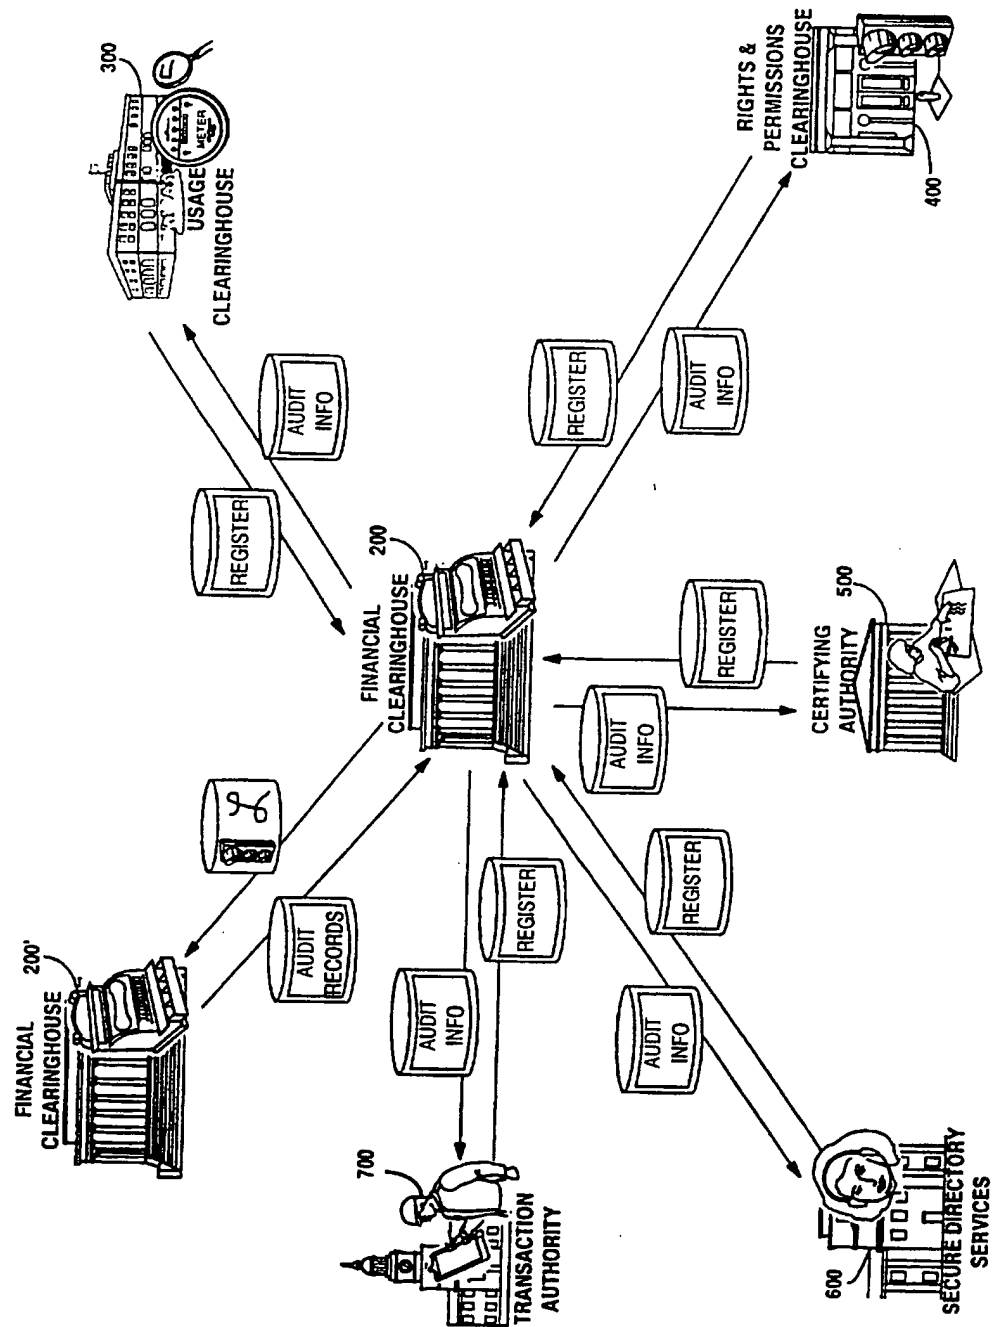 FINANCIAL
CLEARINGHOUSE
200'
AUDIT
RECORDS
700
TRANSACTION
AUTHORITY
AUDIT
INFO
REGISTER
600
SECURE DIRECTORY
SERVICES
AUDIT
INFO
REGISTER
FINANCIAL
CLEARINGHOUSE
200
AUDIT
INFO
REGISTER
CERTIFYING
AUTHORITY
500
300
METER
USAGE
CLEARINGHOUSE
REGISTER
AUDIT
INFO
REGISTER
AUDIT
INFO
RIGHTS &
PERMISSIONS
CLEARINGHOUSE
400